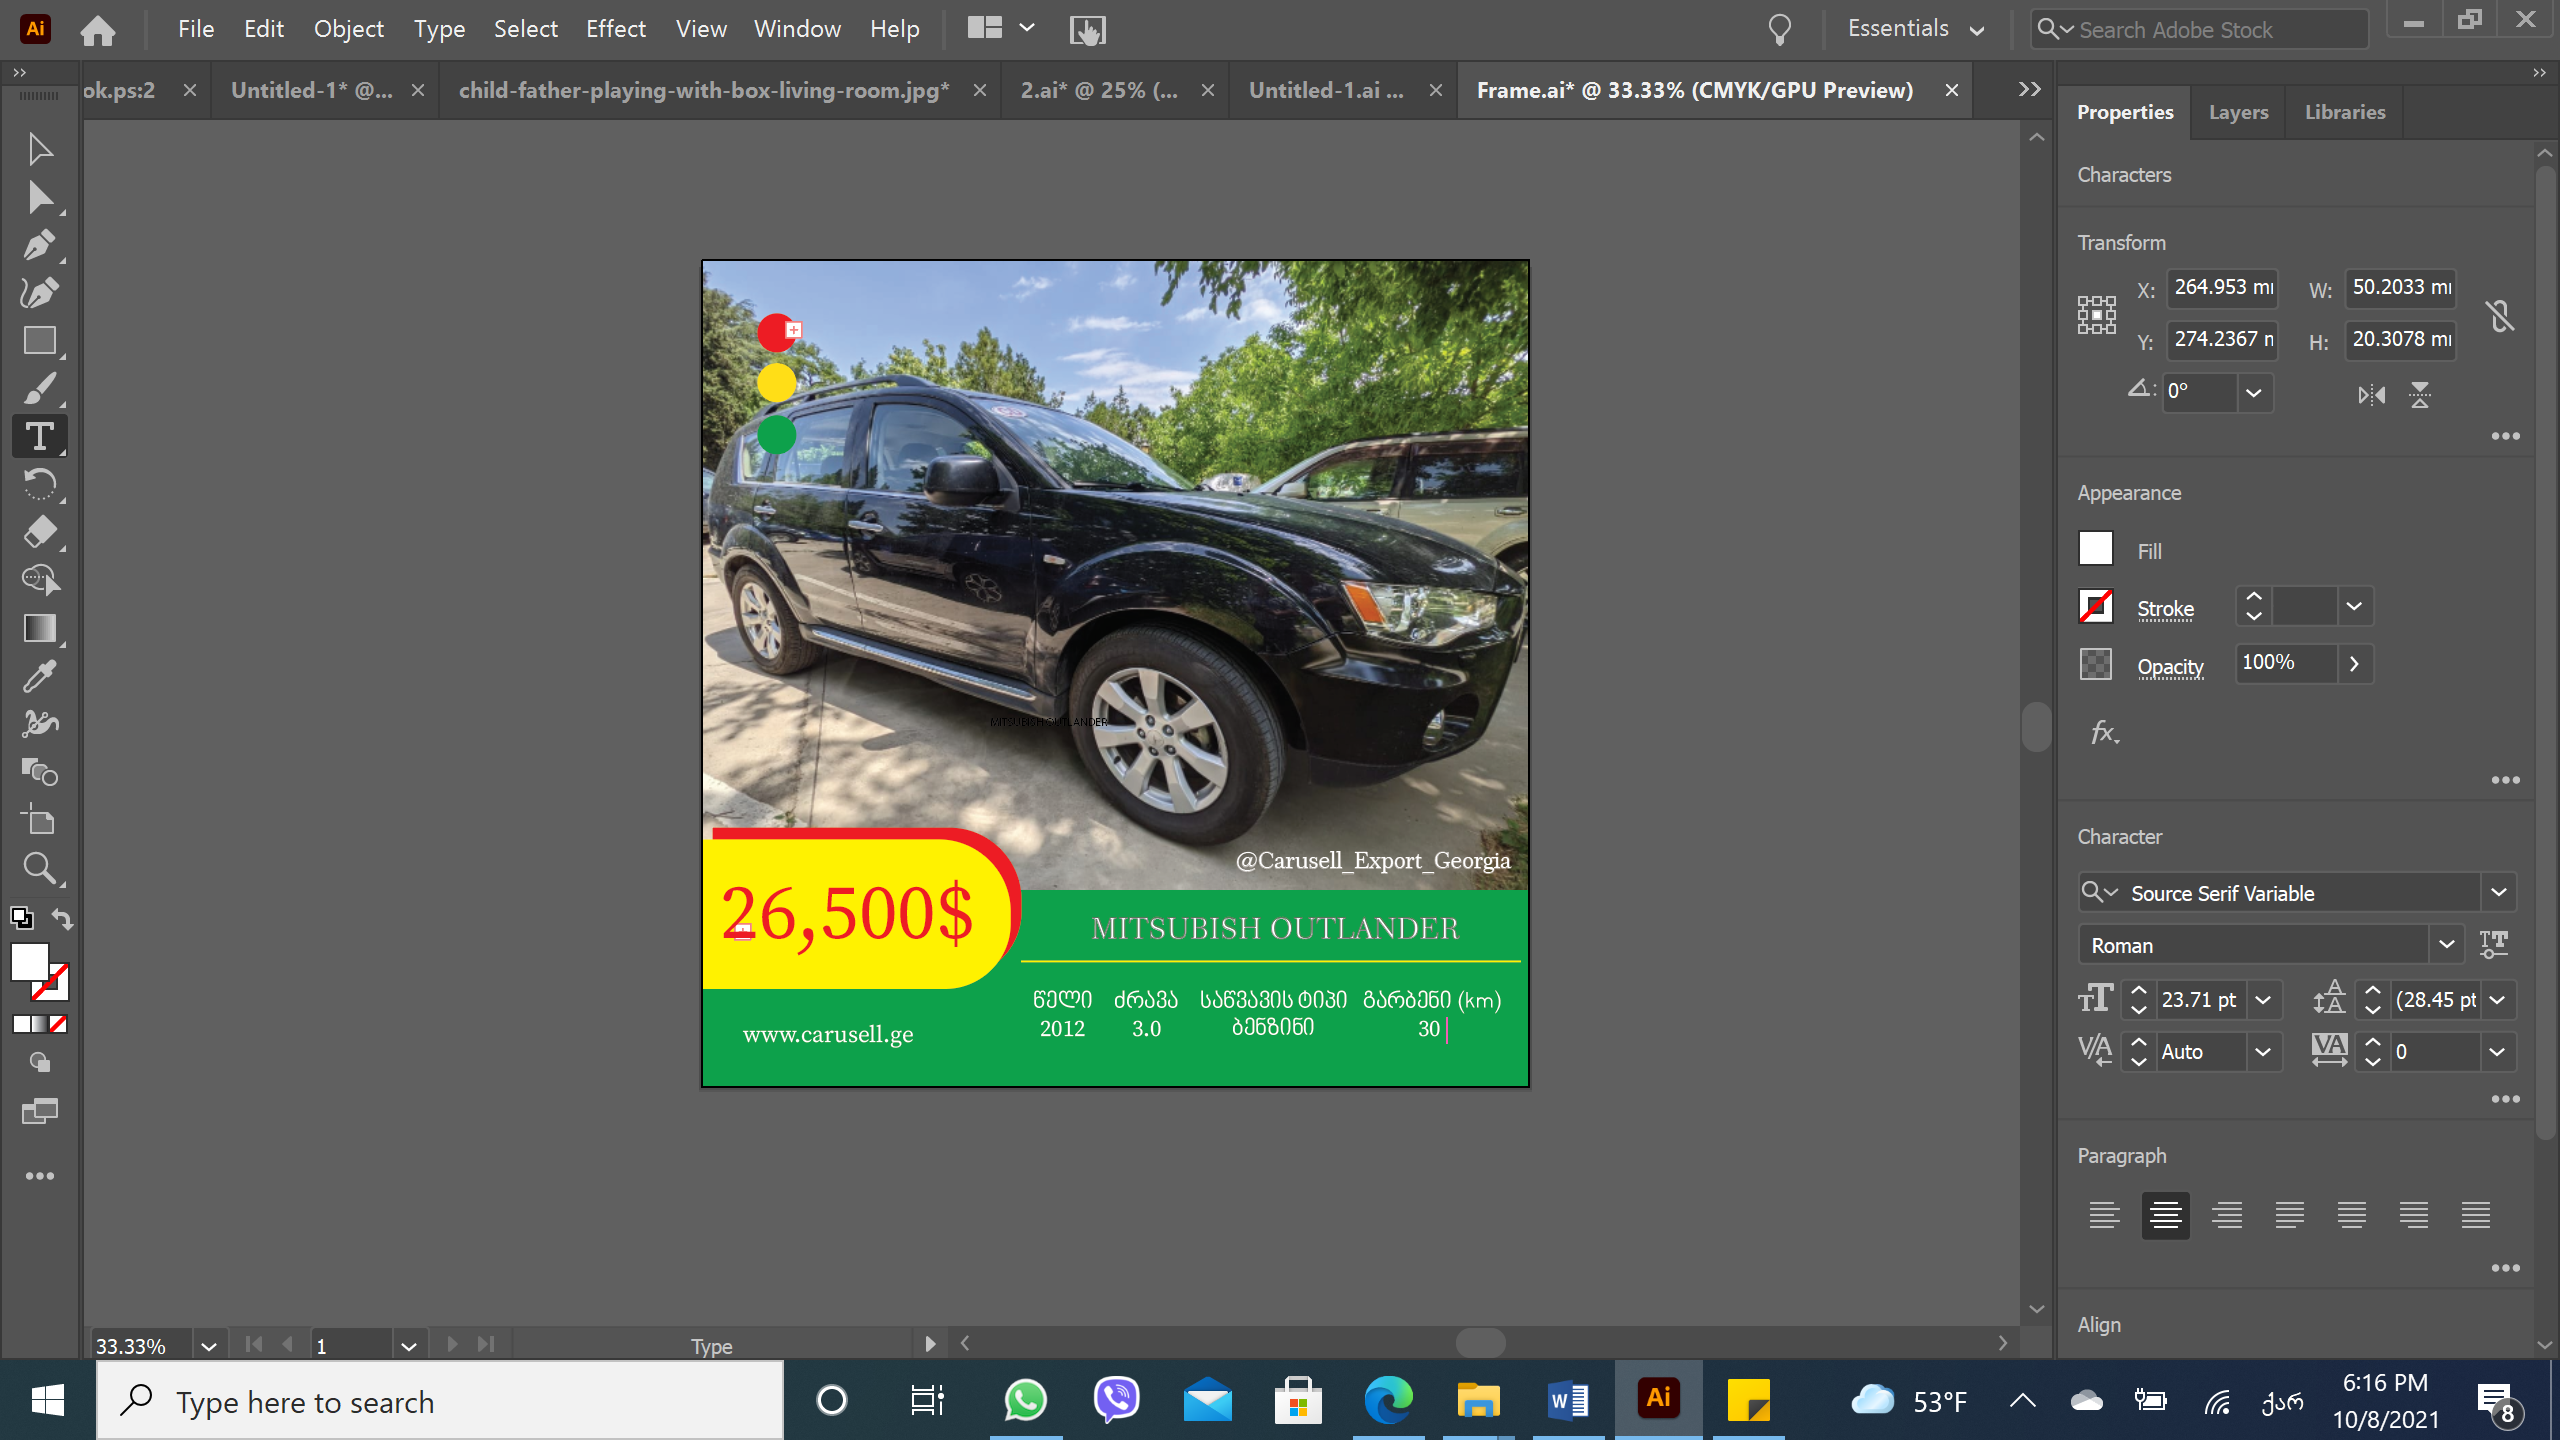 Ai File Edit Object Type Select Effect View Window Help Essentials Search Adobe Stock
ok.ps:2 Untitled-1* @... child-father-playing-with-box-living-room.jpg* 2.ai* @ 25% (... Untitled-1.ai ... Frame.ai* @ 33.33% (CMYK/GPU Preview)
Properties Layers Libraries
Characters
Transform
X: 264.953 m W: 50.2033 m
Y: 274.2367 H: 20.3078 m
0°
Appearance
Fill
Stroke
Opacity 100%
fx
Character
Source Serif Variable
Roman
23.71 pt (28.45 pt
Auto 0
Paragraph
Align
MITSUBISH OUTLANDER
@Carusell_Export_Georgia
26,500$
MITSUBISH OUTLANDER
წელი ძრავა საწვავის ტიპი გარბენი (km)
2012 3.0 ბენზინი 30
www.carusell.ge
33.33% 1 Type
Type here to search
53°F ქარ 6:16 PM
10/8/2021 8